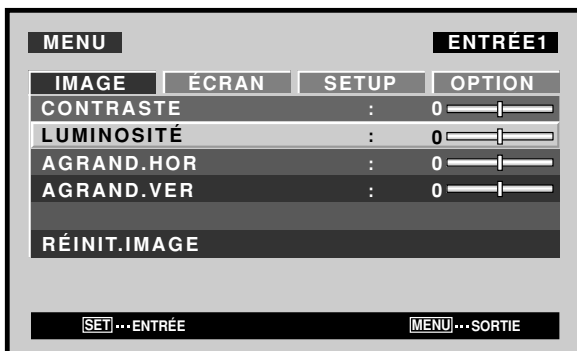 MENU ENTRÉE1
IMAGE ÉCRAN SETUP OPTION
CONTRASTE : 0
LUMINOSITÉ : 0
AGRAND.HOR : 0
AGRAND.VER : 0
RÉINIT.IMAGE
SET···ENTRÉE MENU···SORTIE